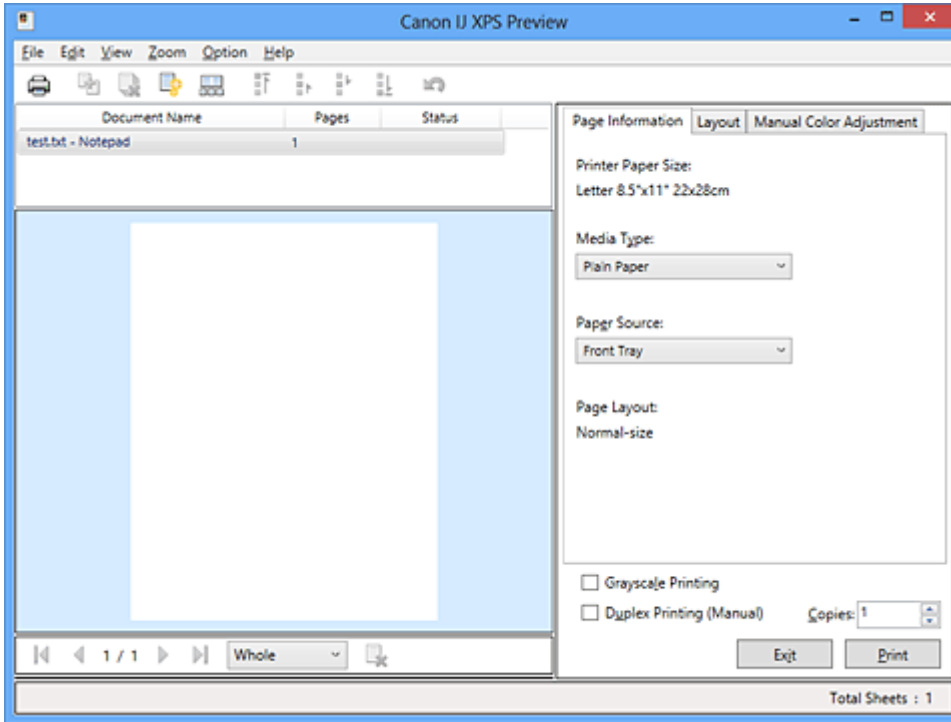 Canon IJ XPS Preview
File Edit View Zoom Option Help
Document Name Pages Status
test.txt - Notepad 1
Page Information Layout Manual Color Adjustment
Printer Paper Size:
Letter 8.5"x11" 22x28cm
Media Type:
Plain Paper
Paper Source:
Front Tray
Page Layout:
Normal-size
Grayscale Printing
Duplex Printing (Manual) Copies: 1
1 / 1 Whole
Exit Print
Total Sheets : 1